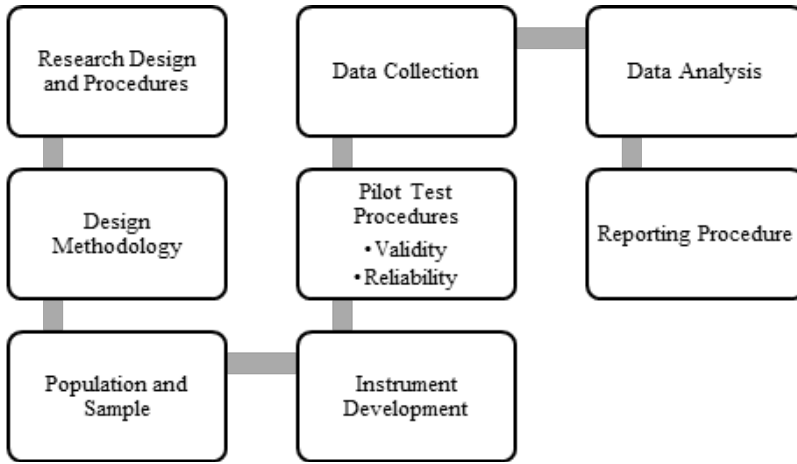 Research Design
and Procedures
Design
Methodology
Population and
Sample
Instrument
Development
Pilot Test
Procedures
•Validity
•Reliability
Data Collection
Data Analysis
Reporting Procedure